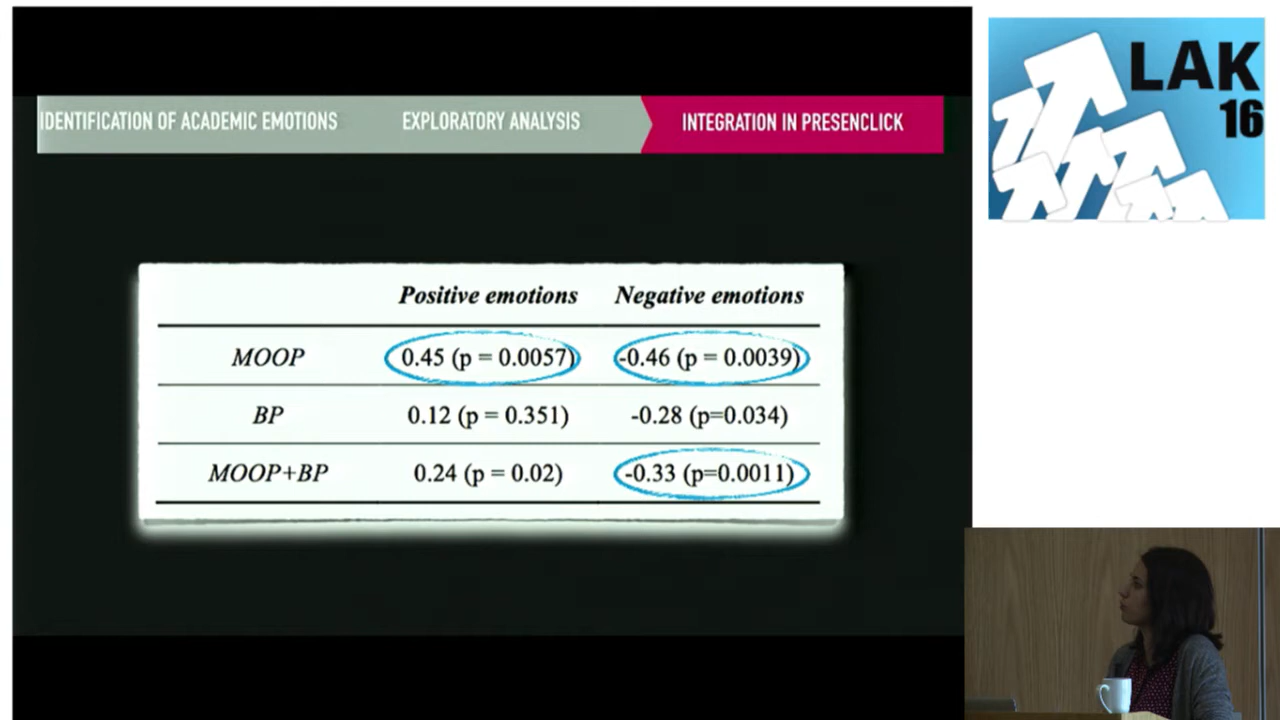 IDENTIFICATION OF ACADEMIC EMOTIONS EXPLORATORY ANALYSIS INTEGRATION IN PRESENCLICK
LAK
16
Positive emotions Negative emotions
MOOP 0.45 (p = 0.0057) -0.46 (p = 0.0039)
BP 0.12 (p = 0.351) -0.28 (p=0.034)
MOOP+BP 0.24 (p = 0.02) -0.33 (p=0.0011)